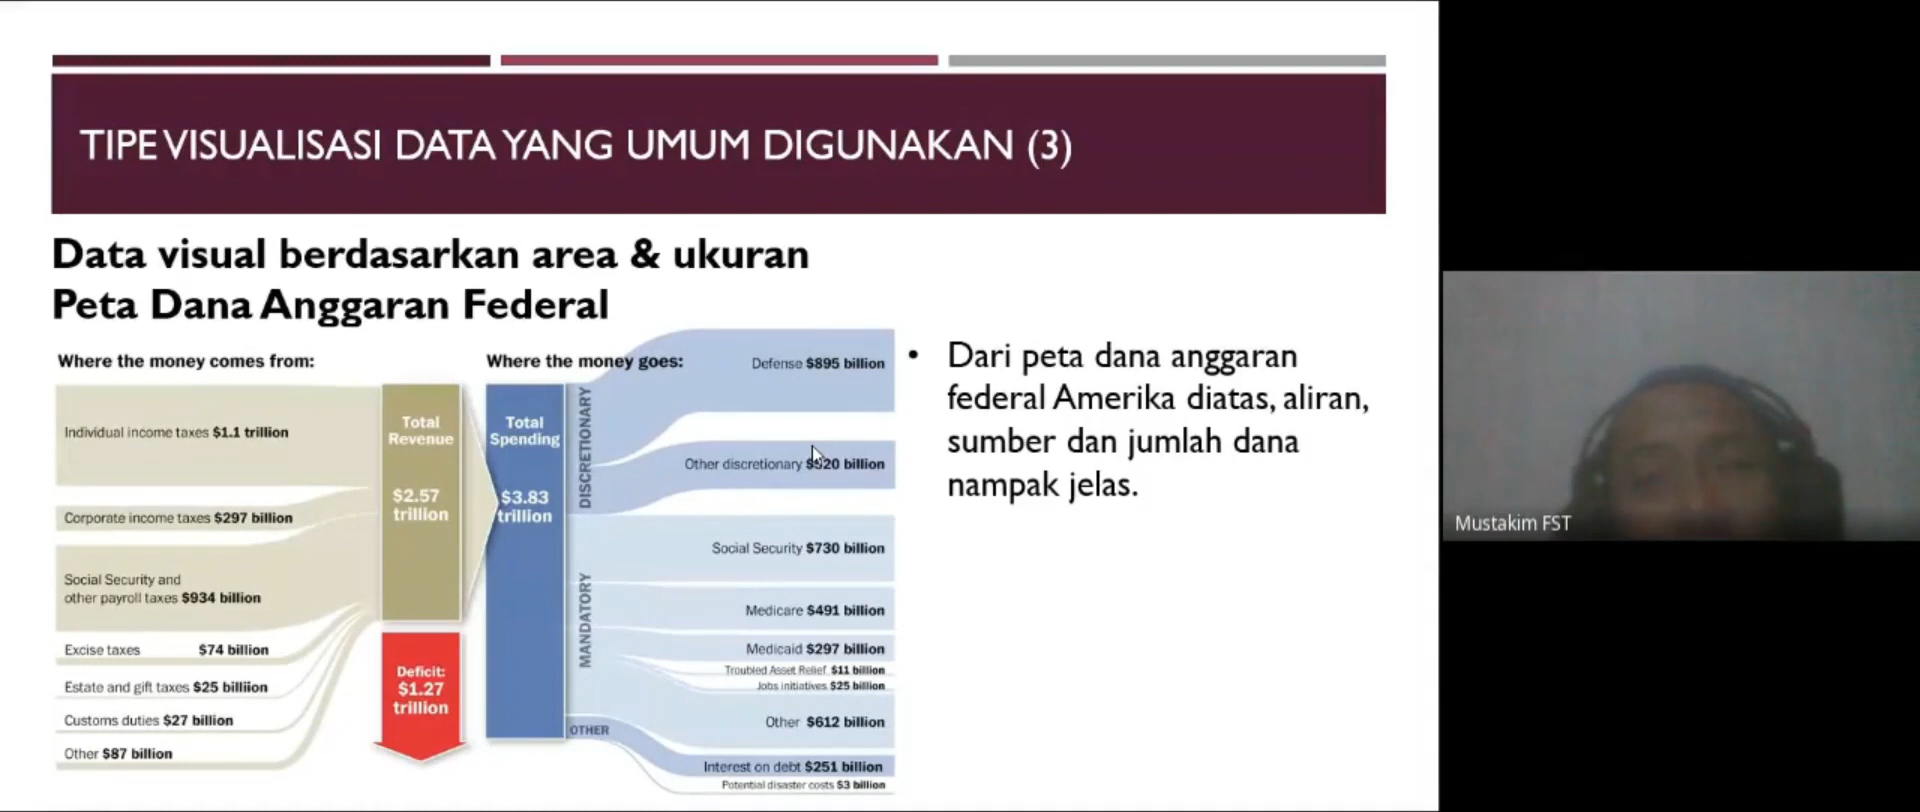 TIPE VISUALISASI DATA YANG UMUM DIGUNAKAN (3)
Data visual berdasarkan area & ukuran
Peta Dana Anggaran Federal
Where the money comes from:
Individual income taxes $1.1 trillion
Corporate income taxes $297 billion
Social Security and
other payroll taxes $934 billion
Excise taxes $74 billion
Estate and gift taxes $25 billiion
Customs duties $27 billion
Other $87 billion
Total
Revenue
$2.57
trillion
Deficit:
$1.27
trillion
Where the money goes:
Total
Spending
$3.83
trillion
DISCRETIONARY
Defense $895 billion
Other discretionary $520 billion
MANDATORY
Social Security $730 billion
Medicare $491 billion
Medicaid $297 billion
Troubled Asset Relief $11 billion
Jobs initiatives $25 billion
Other $612 billion
OTHER
Interest on debt $251 billion
Potential disaster costs $3 billion
• Dari peta dana anggaran
federal Amerika diatas, aliran,
sumber dan jumlah dana
nampak jelas.
Mustakim FST